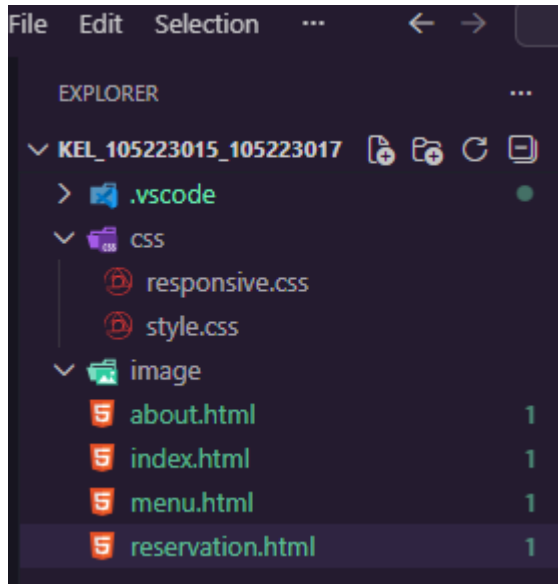 File Edit Selection ...
EXPLORER
KEL_105223015_105223017
.vscode
css
responsive.css
style.css
image
about.html 1
index.html 1
menu.html 1
reservation.html 1